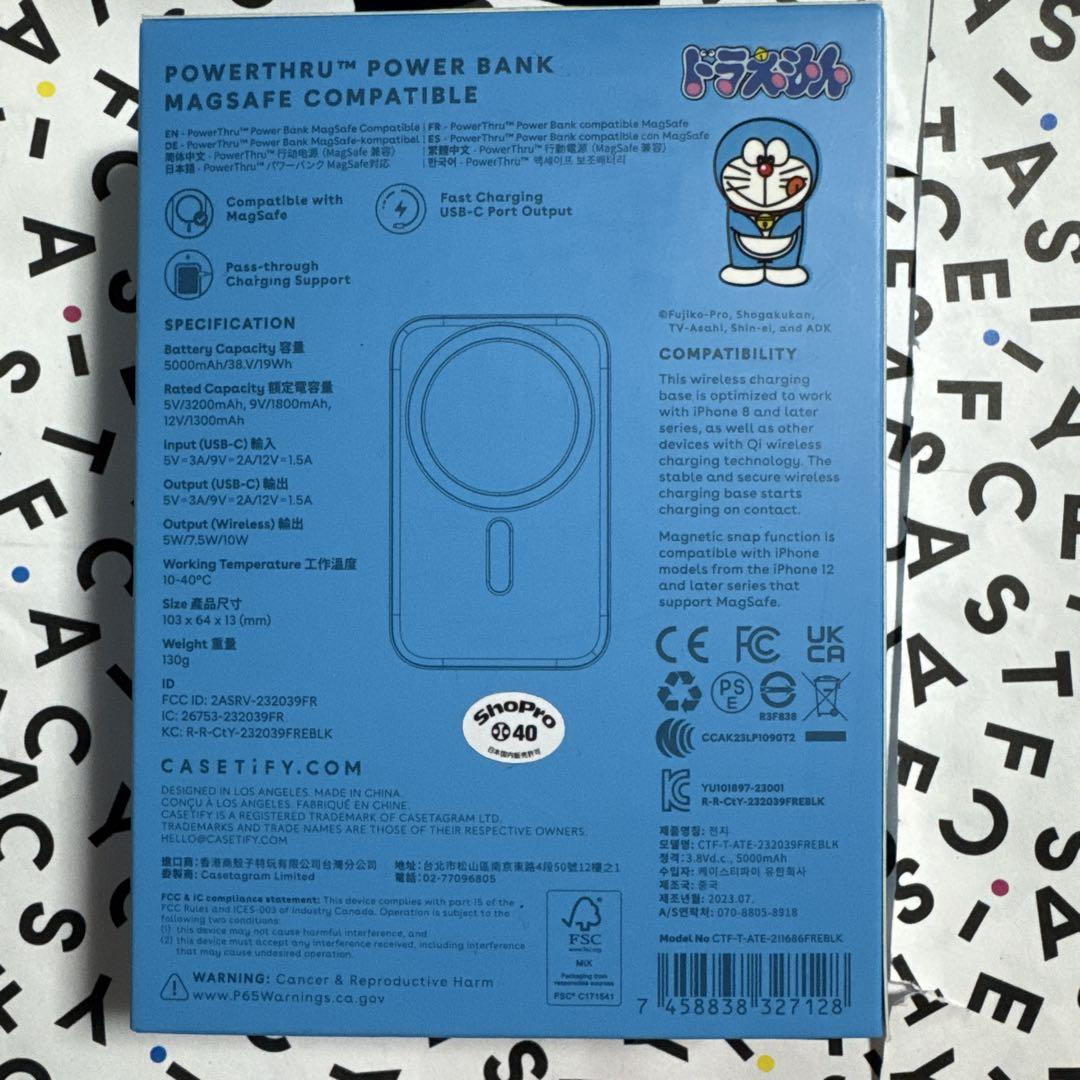 POWERTHRU™ POWER BANK
MAGSAFE COMPATIBLE
ドラえもん
EN - PowerThru™ Power Bank MagSafe Compatible
DE - PowerThru™ Power Bank MagSafe-kompatibel
简体中文 - PowerThru™ 行动电源 (MagSafe 兼容)
日本語 - PowerThru™ パワーバンク MagSafe対応
FR - PowerThru™ Power Bank compatible MagSafe
ES - PowerThru™ Power Bank compatible con MagSafe
繁體中文 - PowerThru™ 行動電源 (MagSafe 兼容)
한국어 - PowerThru™ 맥세이프 보조배터리
Compatible with
MagSafe
Fast Charging
USB-C Port Output
Pass-through
Charging Support
SPECIFICATION
Battery Capacity 容量
5000mAh/38.V/19Wh
Rated Capacity 額定電容量
5V/3200mAh, 9V/1800mAh,
12V/1300mAh
Input (USB-C) 輸入
5V=3A/9V=2A/12V=1.5A
Output (USB-C) 輸出
5V=3A/9V=2A/12V=1.5A
Output (Wireless) 輸出
5W/7.5W/10W
Working Temperature 工作溫度
10-40°C
Size 產品尺寸
103 x 64 x 13 (mm)
Weight 重量
130g
ID
FCC ID: 2ASRV-232039FR
IC: 26753-232039FR
KC: R-R-CtY-232039FREBLK
©Fujiko-Pro, Shogakukan,
TV-Asahi, Shin-ei, and ADK
COMPATIBILITY
This wireless charging
base is optimized to work
with iPhone 8 and later
series, as well as other
devices with Qi wireless
charging technology. The
stable and secure wireless
charging base starts
charging on contact.
Magnetic snap function is
compatible with iPhone
models from the iPhone 12
and later series that
support MagSafe.
CE FC UK
CA
PS
E
R3F838
CCAK23LP1090T2
ShoPro
40
日本国内販売許可
YU101897-23001
R-R-CtY-232039FREBLK
CASETiFY.COM
DESIGNED IN LOS ANGELES. MADE IN CHINA.
CONÇU À LOS ANGELES. FABRIQUÉ EN CHINE.
CASETIFY IS A REGISTERED TRADEMARK OF CASETAGRAM LTD.
TRADEMARKS AND TRADE NAMES ARE THOSE OF THEIR RESPECTIVE OWNERS.
HELLO@CASETIFY.COM
進口商:香港商殼子特玩有限公司台灣分公司
委製商: Casetagram Limited
地址:台北市松山區南京東路4段50號12樓之1
電話:02-77096805
제품명칭: 전지
모델명: CTF-T-ATE-232039FREBLK
정격:3.8Vd.c., 5000mAh
수입자: 케이스티파이 유한회사
제조국: 중국
제조년월: 2023.07.
A/S연락처: 070-8805-8918
FCC & IC compliance statement: This device complies with part 15 of the
FCC Rules and ICES-003 of Industry Canada. Operation is subject to the
following two conditions:
(1) this device may not cause harmful interference, and
(2) this device must accept any interference received, including interference
that may cause undesired operation.
WARNING: Cancer & Reproductive Harm
www.P65Warnings.ca.gov
FSC
www.fsc.org
MIX
Packaging from
responsible sources
FSC® C171541
Model No CTF-T-ATE-211686FREBLK
7 458838 327128